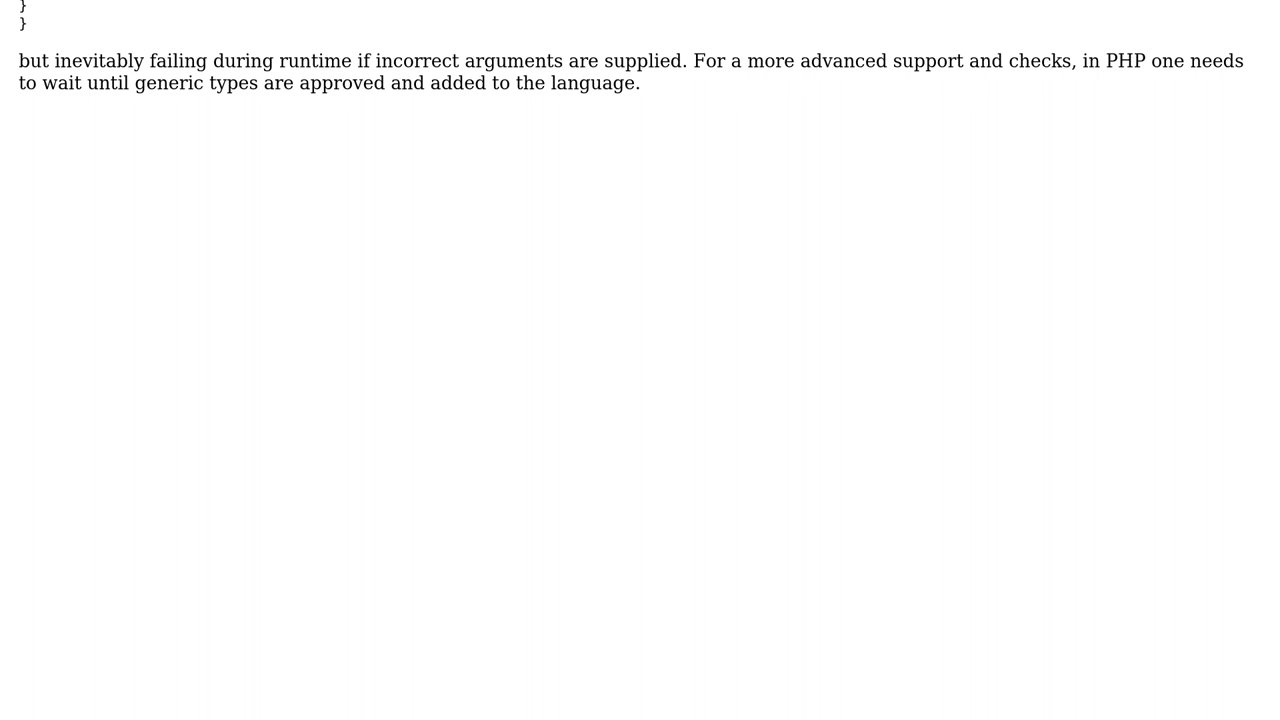 }
}
but inevitably failing during runtime if incorrect arguments are supplied. For a more advanced support and checks, in PHP one needs
to wait until generic types are approved and added to the language.